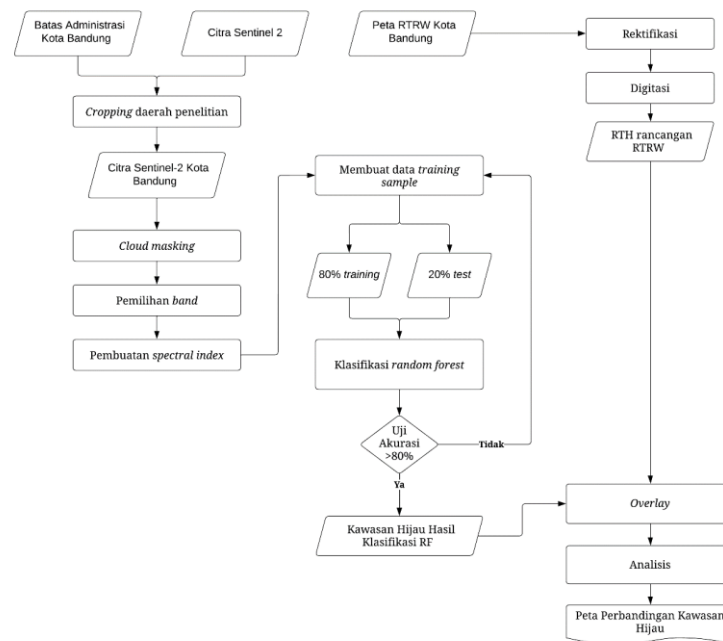 Batas Administrasi
Kota Bandung
Citra Sentinel 2
Cropping daerah penelitian
Citra Sentinel-2 Kota
Bandung
Cloud masking
Pemilihan band
Pembuatan spectral index
Membuat data training
sample
80% training
20% test
Klasifikasi random forest
Uji
Akurasi
>80%
Tidak
Ya
Kawasan Hijau Hasil
Klasifikasi RF
Peta RTRW Kota
Bandung
Rektifikasi
Digitasi
RTH rancangan
RTRW
Overlay
Analisis
Peta Perbandingan Kawasan
Hijau